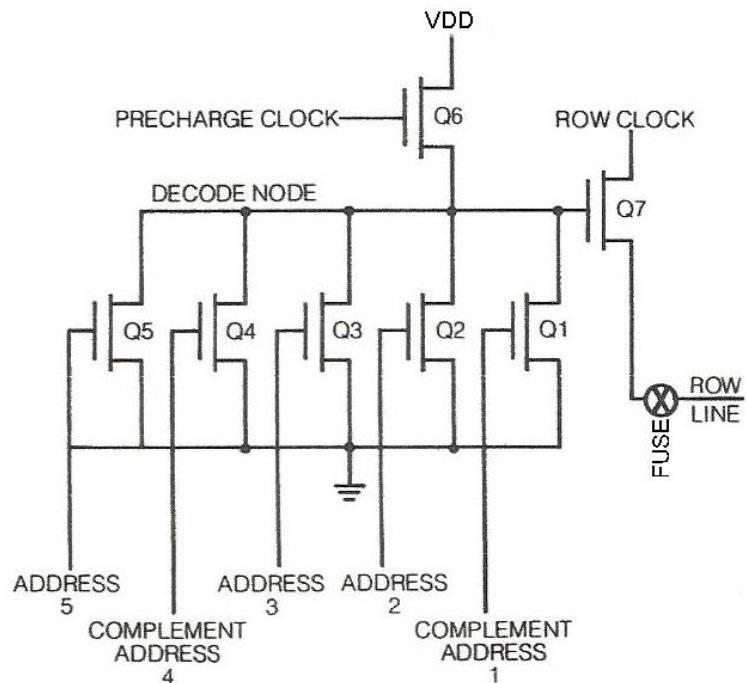 VDD
PRECHARGE CLOCK
Q6
ROW CLOCK
DECODE NODE
Q7
Q5
Q4
Q3
Q2
Q1
ROW
LINE
FUSE
ADDRESS
5
COMPLEMENT
ADDRESS
4
ADDRESS
3
ADDRESS
2
COMPLEMENT
ADDRESS
1